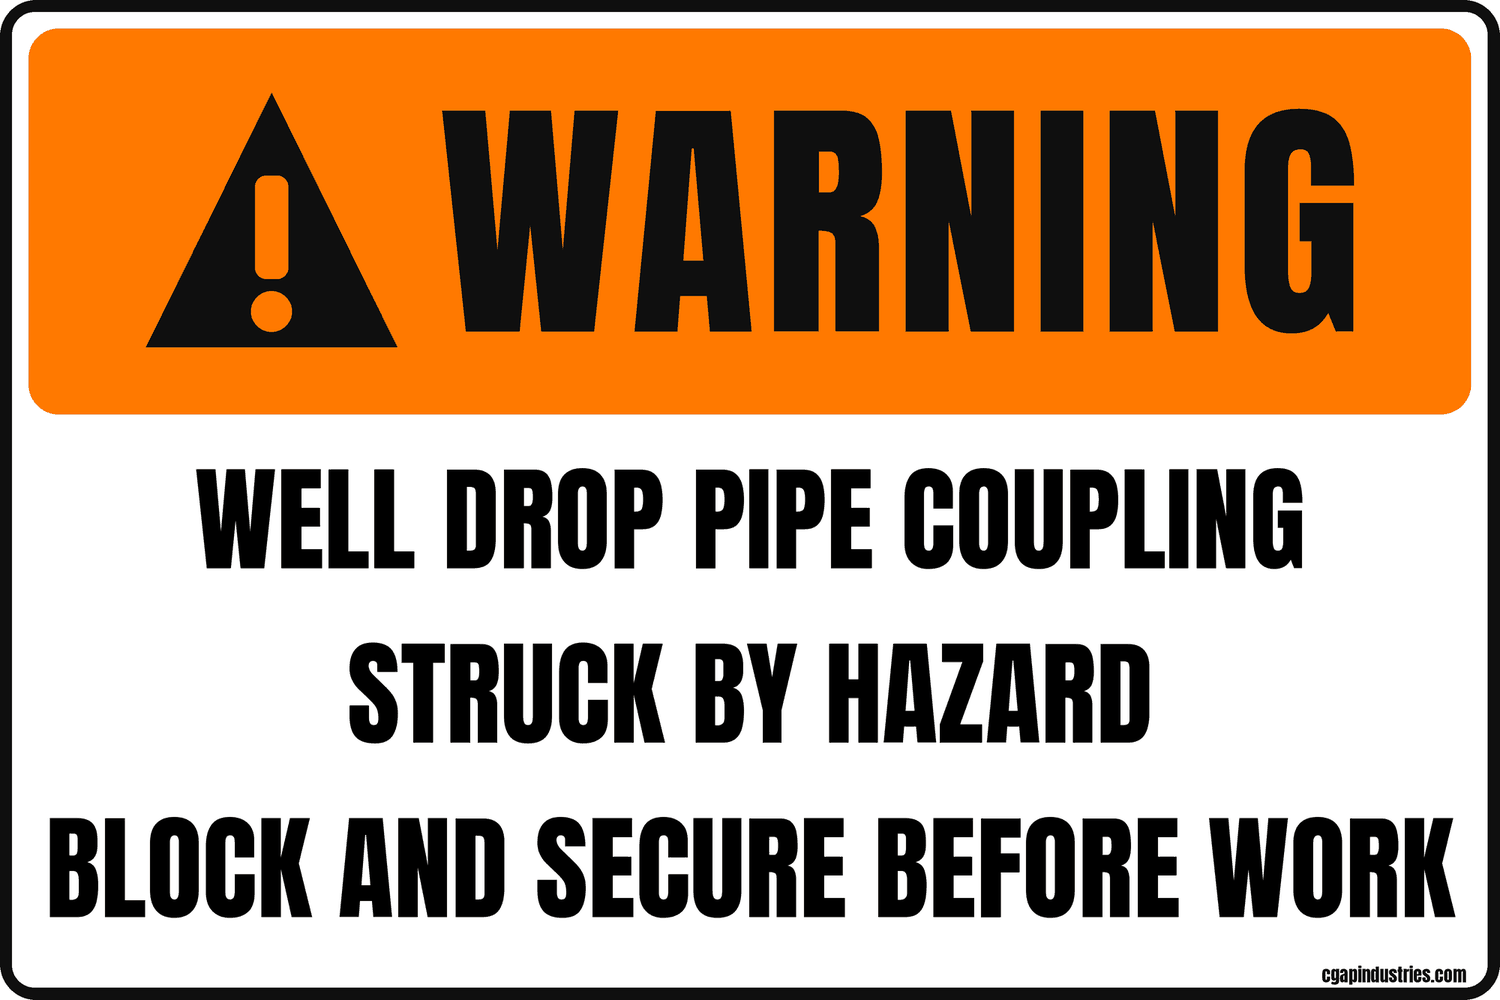 WARNING
WELL DROP PIPE COUPLING
STRUCK BY HAZARD
BLOCK AND SECURE BEFORE WORK
cgapindustries.com